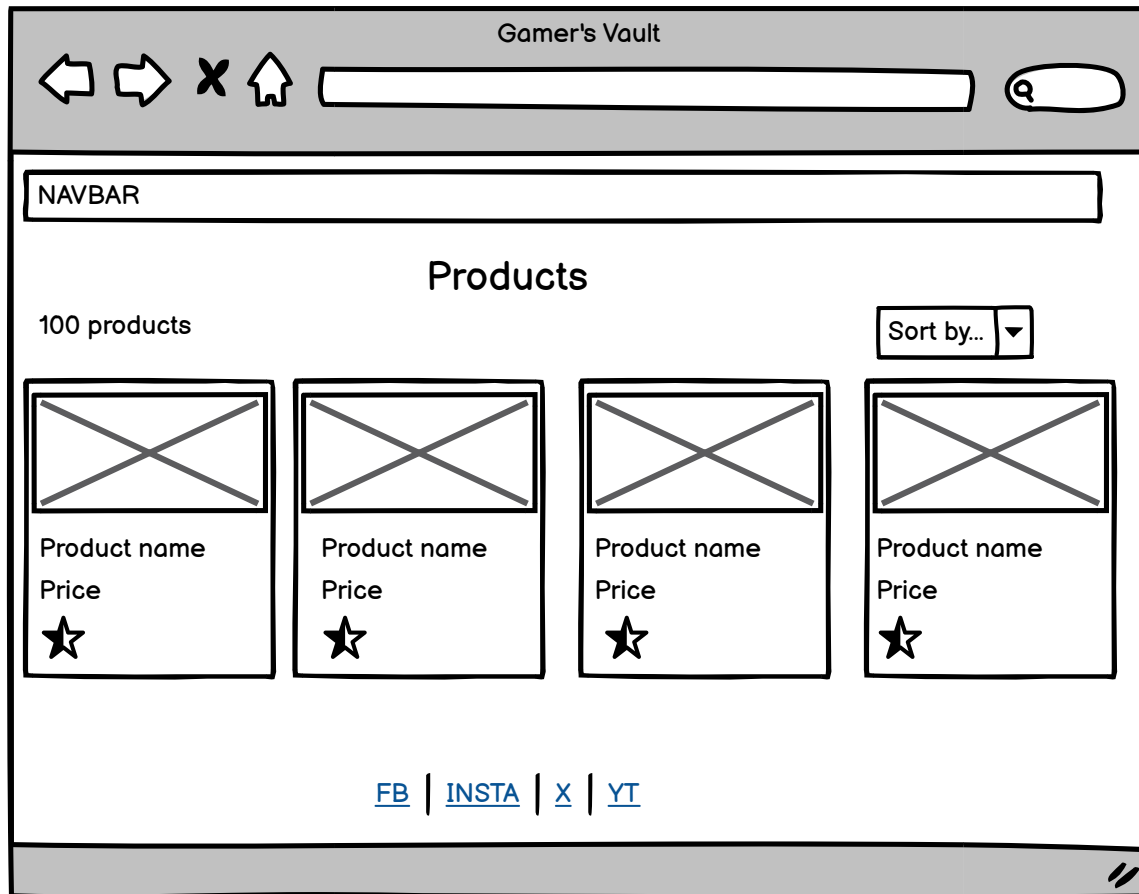 Gamer's Vault
NAVBAR
Products
100 products
Sort by...
Product name
Price
Product name
Price
Product name
Price
Product name
Price
FB | INSTA | X | YT